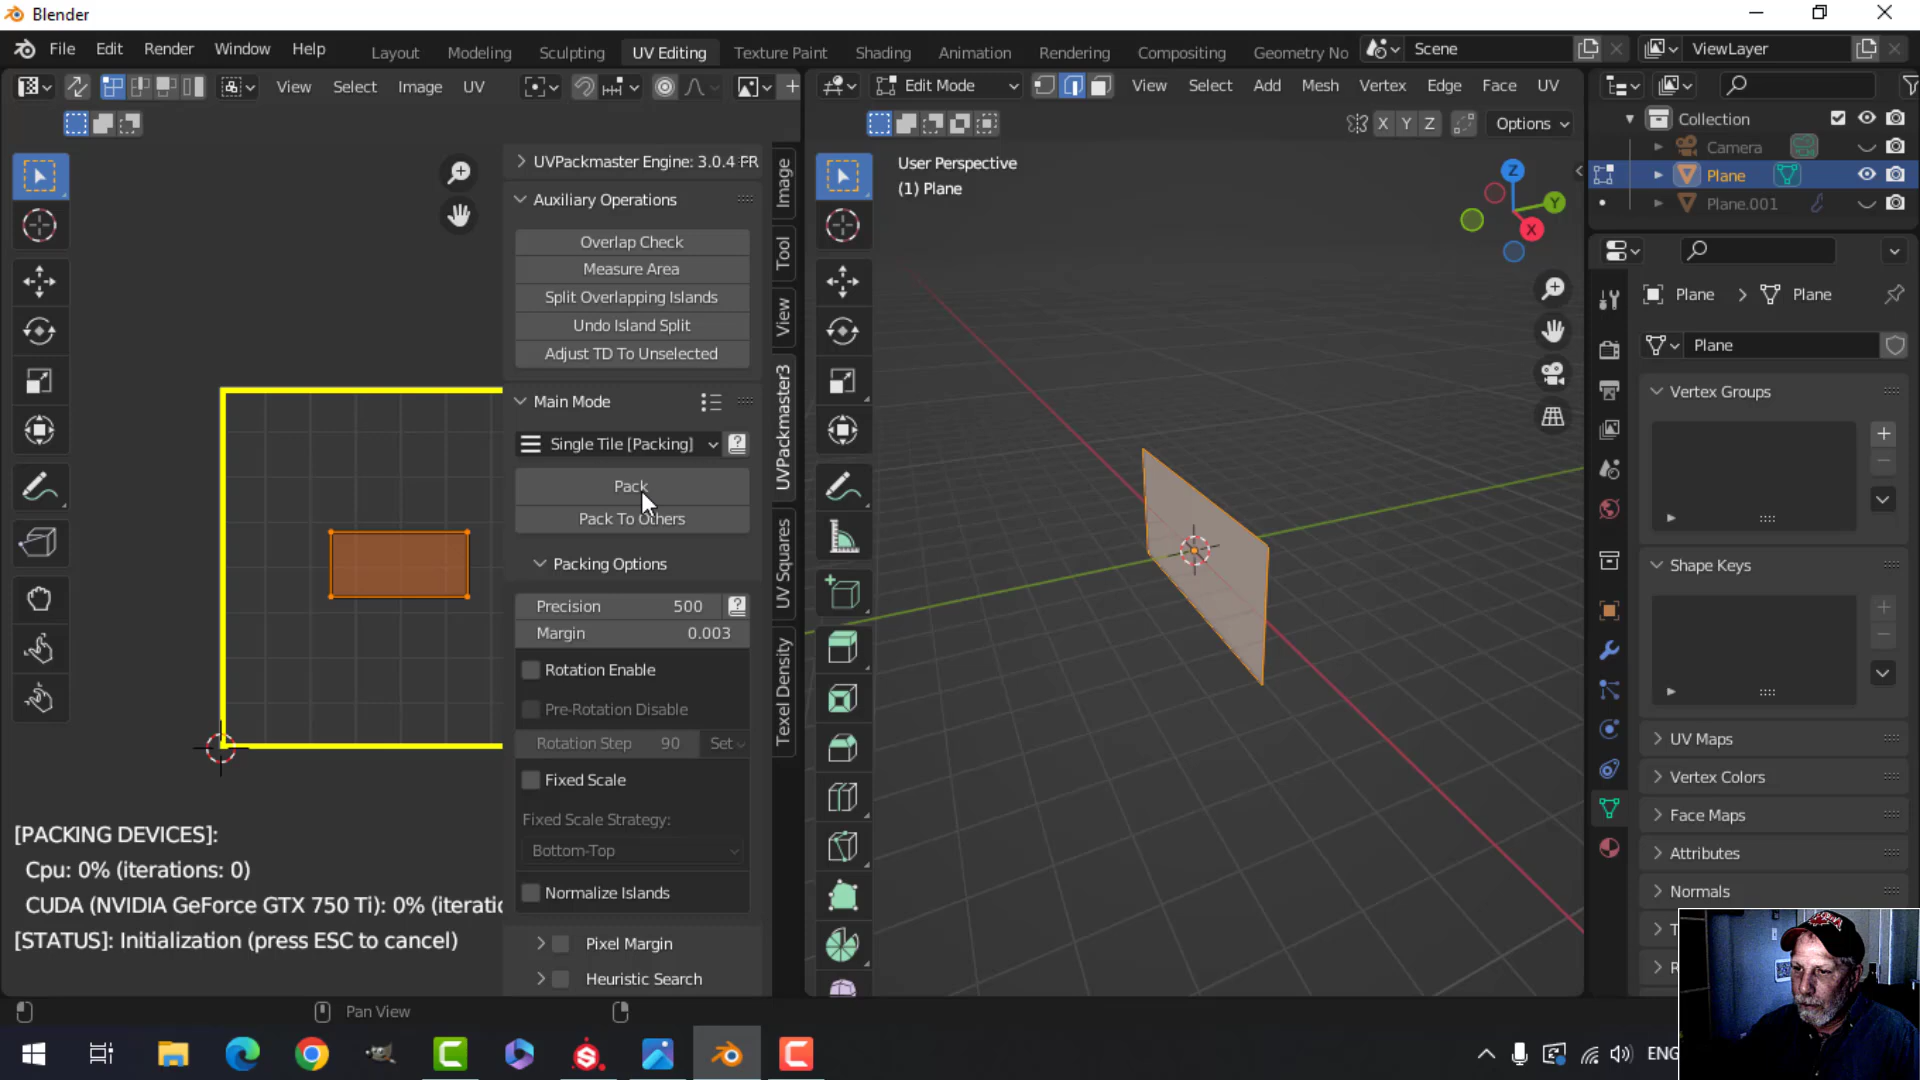 Blender
File Edit Render Window Help
Layout Modeling Sculpting UV Editing Texture Paint Shading Animation Rendering Compositing Geometry No
Scene
ViewLayer
View Select Image UV
Edit Mode
View Select Add Mesh Vertex Edge Face UV
X Y Z
Options
Collection
Camera
Plane
Plane.001
User Perspective
(1) Plane
Z
Y
X
UVPackmaster Engine: 3.0.4 FR
Auxiliary Operations
Overlap Check
Measure Area
Split Overlapping Islands
Undo Island Split
Adjust TD To Unselected
Main Mode
Single Tile [Packing]
Pack
Pack To Others
Packing Options
Precision 500
Margin 0.003
Rotation Enable
Pre-Rotation Disable
Rotation Step 90 Set
Fixed Scale
Fixed Scale Strategy:
Bottom-Top
Normalize Islands
Pixel Margin
Heuristic Search
Image
Tool
View
UVPackmaster3
UV Squares
Texel Density
[PACKING DEVICES]:
Cpu: 0% (iterations: 0)
CUDA (NVIDIA GeForce GTX 750 Ti): 0% (iteratio
[STATUS]: Initialization (press ESC to cancel)
Plane > Plane
Plane
Vertex Groups
Shape Keys
UV Maps
Vertex Colors
Face Maps
Attributes
Normals
T
R
Pan View
ENG